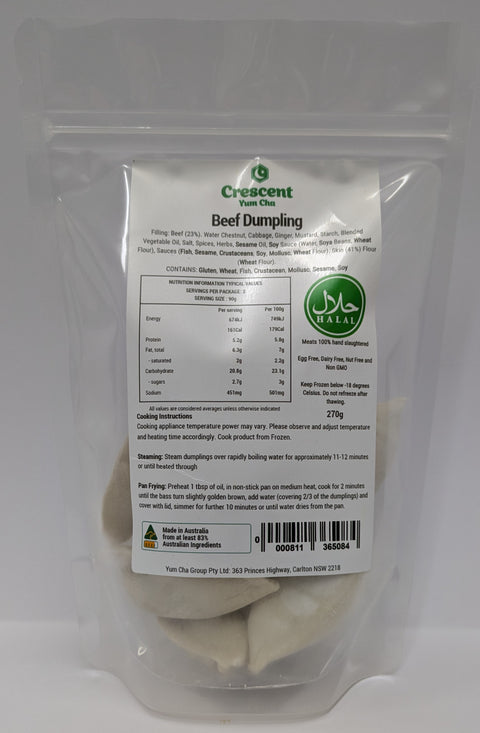 Crescent
Yum Cha
Beef Dumpling
Filling: Beef (23%). Water Chestnut, Cabbage, Ginger, Mustard, Starch, Blended
Vegetable Oil, Salt, Spices, Herbs, Sesame Oil, Soy Sauce (Water, Soya Beans, Wheat
Flour), Sauces (Fish, Sesame, Crustaceans, Soy, Mollusc, Wheat Flour), Skin (41%) Flour
(Wheat Flour).
CONTAINS: Gluten, Wheat, Fish, Crustacean, Mollusc, Sesame, Soy
NUTRITION INFORMATION TYPICAL VALUES
SERVINGS PER PACKAGE: 3
SERVING SIZE: 90g
Per serving Per 100g
Energy 674kJ 749kJ
161Cal 179Cal
Protein 5.2g 5.8g
Fat, total 6.3g 7g
- saturated 2g 2.2g
Carbohydrate 20.8g 23.1g
- sugars 2.7g 3g
Sodium 451mg 501mg
All values are considered averages unless otherwise indicated
حلال
HALAL
Meats 100% hand slaughtered
Egg Free, Dairy Free, Nut Free and
Non GMO
Keep Frozen below -18 degrees
Celsius. Do not refreeze after
thawing.
270g
Cooking Instructions
Cooking appliance temperature power may vary. Please observe and adjust temperature
and heating time accordingly. Cook product from Frozen.
Steaming: Steam dumplings over rapidly boiling water for approximately 11-12 minutes
or until heated through
Pan Frying: Preheat 1 tbsp of oil, in non-stick pan on medium heat, cook for 2 minutes
until the bass turn slightly golden brown, add water (covering 2/3 of the dumplings) and
cover with lid, simmer for further 10 minutes or until water dries from the pan.
Made in Australia
from at least 83%
Australian Ingredients
0 000811 365084
Yum Cha Group Pty Ltd: 363 Princes Highway, Carlton NSW 2218